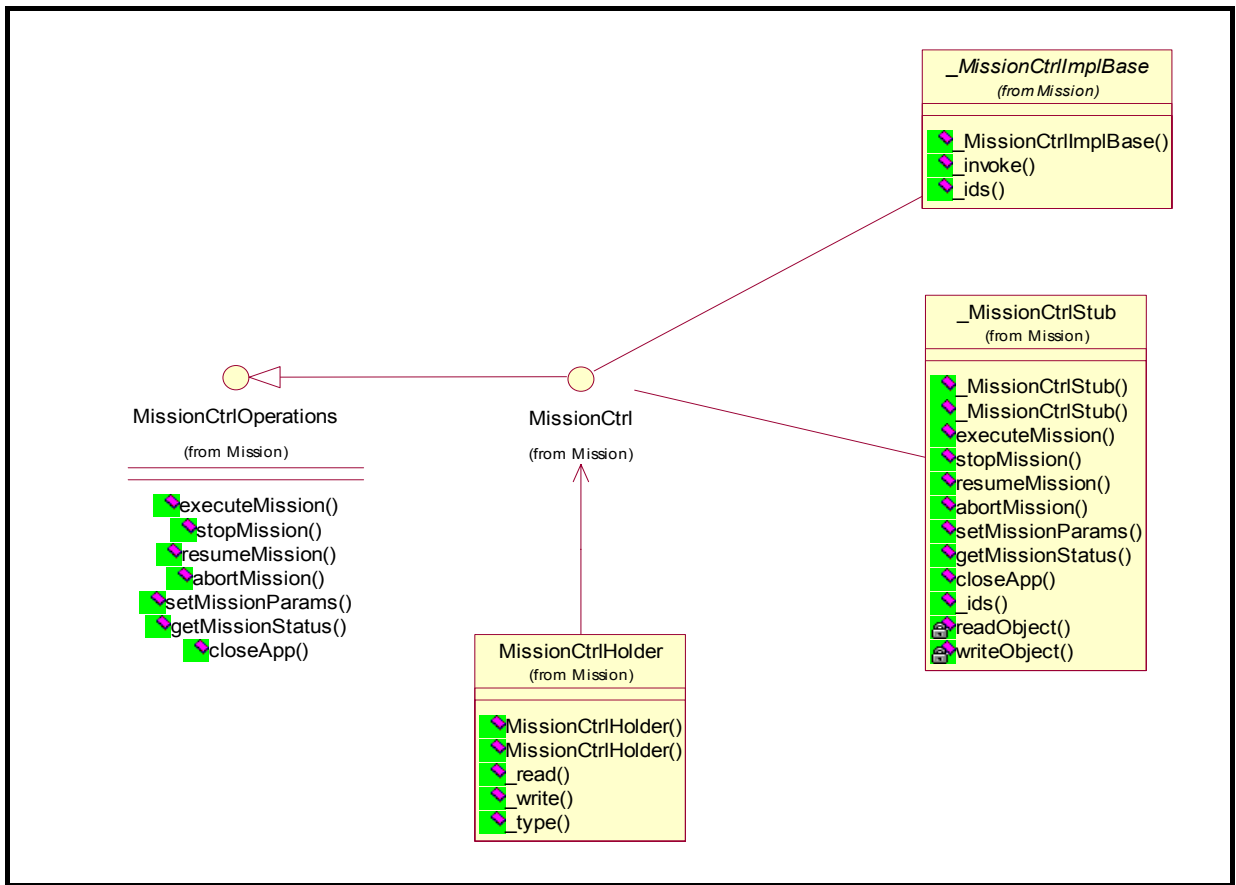 _MissionCtrlImplBase
(from Mission)
_MissionCtrlImplBase()
_invoke()
_ids()
_MissionCtrlStub
(from Mission)
_MissionCtrlStub()
_MissionCtrlStub()
executeMission()
stopMission()
resumeMission()
abortMission()
setMissionParams()
getMissionStatus()
closeApp()
_ids()
readObject()
writeObject()
MissionCtrlOperations
(from Mission)
executeMission()
stopMission()
resumeMission()
abortMission()
setMissionParams()
getMissionStatus()
closeApp()
MissionCtrl
(from Mission)
MissionCtrlHolder
(from Mission)
MissionCtrlHolder()
MissionCtrlHolder()
_read()
_write()
_type()